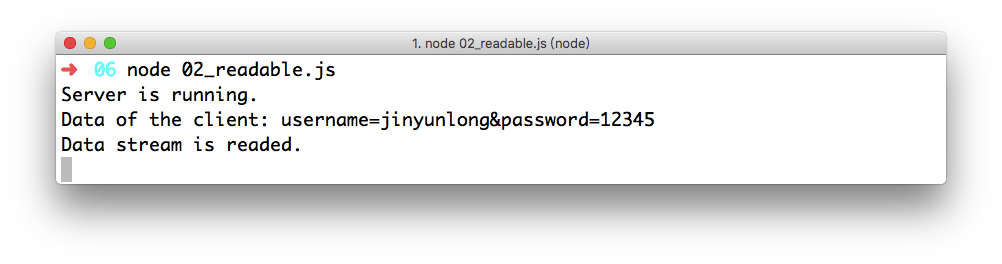 1. node 02_readable.js (node)
➜ 06 node 02_readable.js
Server is running.
Data of the client: username=jinyunlong&password=12345
Data stream is readed.